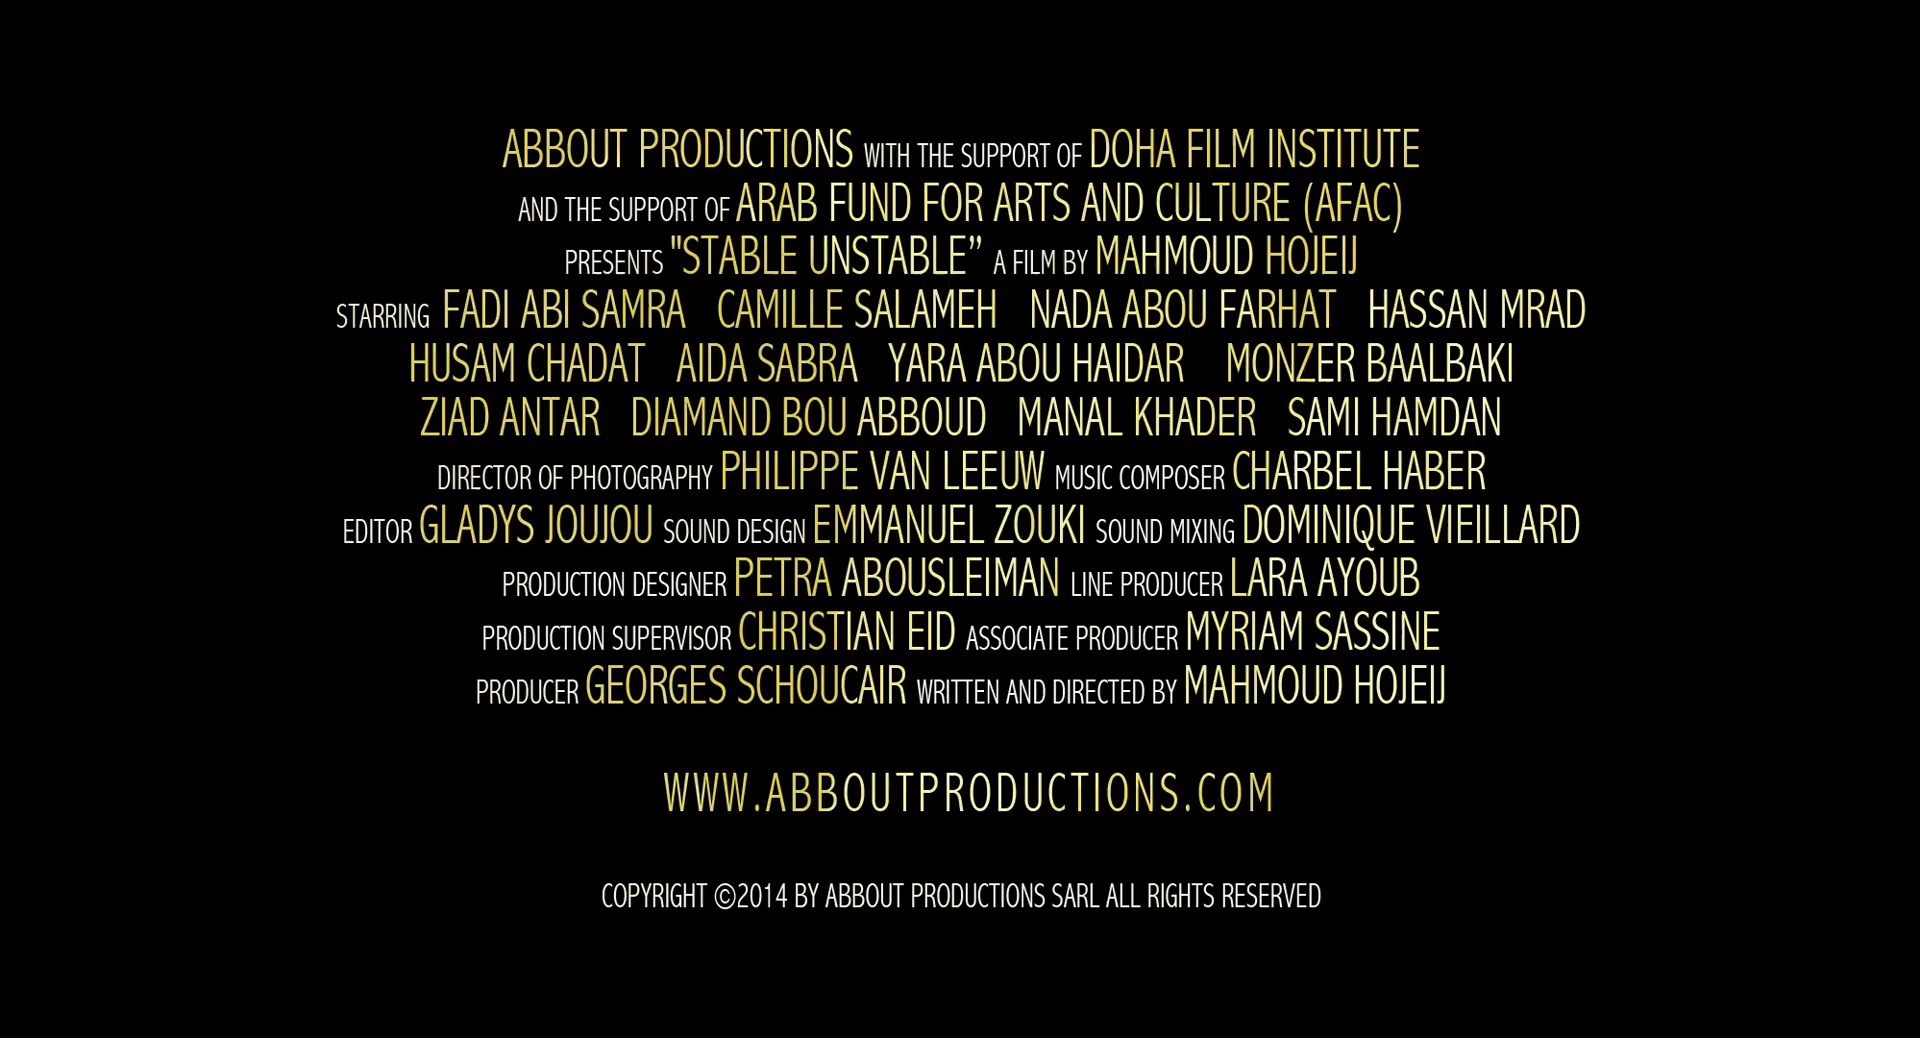 ABBOUT PRODUCTIONS WITH THE SUPPORT OF DOHA FILM INSTITUTE
AND THE SUPPORT OF ARAB FUND FOR ARTS AND CULTURE (AFAC)
PRESENTS "STABLE UNSTABLE” A FILM BY MAHMOUD HOJEIJ
STARRING FADI ABI SAMRA CAMILLE SALAMEH NADA ABOU FARHAT HASSAN MRAD
HUSAM CHADAT AIDA SABRA YARA ABOU HAIDAR MONZER BAALBAKI
ZIAD ANTAR DIAMAND BOU ABBOUD MANAL KHADER SAMI HAMDAN
DIRECTOR OF PHOTOGRAPHY PHILIPPE VAN LEEUW MUSIC COMPOSER CHARBEL HABER
EDITOR GLADYS JOUJOU SOUND DESIGN EMMANUEL ZOUKI SOUND MIXING DOMINIQUE VIEILLARD
PRODUCTION DESIGNER PETRA ABOUSLEIMAN LINE PRODUCER LARA AYOUB
PRODUCTION SUPERVISOR CHRISTIAN EID ASSOCIATE PRODUCER MYRIAM SASSINE
PRODUCER GEORGES SCHOUCAIR WRITTEN AND DIRECTED BY MAHMOUD HOJEIJ
WWW.ABBOUTPRODUCTIONS.COM
COPYRIGHT ©2014 BY ABBOUT PRODUCTIONS SARL ALL RIGHTS RESERVED